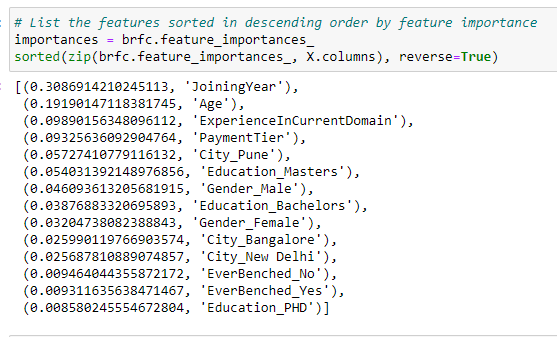 # List the features sorted in descending order by feature importance
importances = brfc.feature_importances_
sorted(zip(brfc.feature_importances_, X.columns), reverse=True)
[(0.3086914210245113, 'JoiningYear'),
(0.19190147118381745, 'Age'),
(0.09890156348096112, 'ExperienceInCurrentDomain'),
(0.09325636092904764, 'PaymentTier'),
(0.05727410779116132, 'City_Pune'),
(0.054031392148976856, 'Education_Masters'),
(0.046093613205681915, 'Gender_Male'),
(0.03876883320695893, 'Education_Bachelors'),
(0.03204738082388843, 'Gender_Female'),
(0.025990119766903574, 'City_Bangalore'),
(0.025687810889074857, 'City_New Delhi'),
(0.009464044355872172, 'EverBenched_No'),
(0.009311635638471467, 'EverBenched_Yes'),
(0.008580245554672804, 'Education_PHD')]